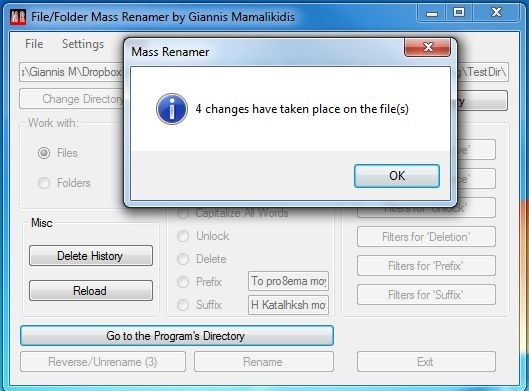 File/Folder Mass Renamer by Giannis Mamalikidis
File Settings
Mass Renamer
4 changes have taken place on the file(s)
OK
s\Giannis M\Dropbox
g\TestDir\
Change Directory
Work with:
Files
Folders
Misc
Delete History
Reload
Capitalize All Words
Unlock
Delete
Prefix
To pro8ema mo
Suffix
H Katalhksh mo
Filters for 'Unlock'
Filters for 'Deletion'
Filters for 'Prefix'
Filters for 'Suffix'
Go to the Program's Directory
Reverse/Unrename (3)
Rename
Exit